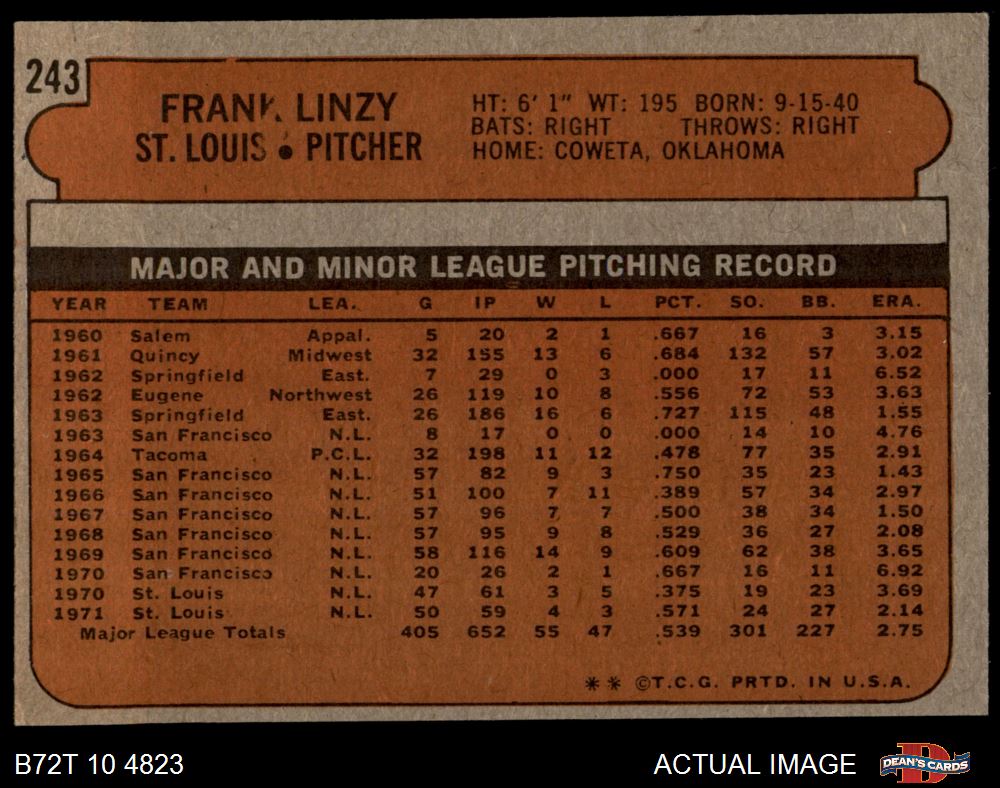 243
FRANK LINZY
ST. LOUIS • PITCHER
HT: 6' 1" WT: 195 BORN: 9-15-40
BATS: RIGHT THROWS: RIGHT
HOME: COWETA, OKLAHOMA
MAJOR AND MINOR LEAGUE PITCHING RECORD
YEAR TEAM LEA. G IP W L PCT. SO. BB. ERA.
1960 Salem Appal. 5 20 2 1 .667 16 3 3.15
1961 Quincy Midwest 32 155 13 6 .684 132 57 3.02
1962 Springfield East. 7 29 0 3 .000 17 11 6.52
1962 Eugene Northwest 26 119 10 8 .556 72 53 3.63
1963 Springfield East. 26 186 16 6 .727 115 48 1.55
1963 San Francisco N.L. 8 17 0 0 .000 14 10 4.76
1964 Tacoma P.C.L. 32 198 11 12 .478 77 35 2.91
1965 San Francisco N.L. 57 82 9 3 .750 35 23 1.43
1966 San Francisco N.L. 51 100 7 11 .389 57 34 2.97
1967 San Francisco N.L. 57 96 7 7 .500 38 34 1.50
1968 San Francisco N.L. 57 95 9 8 .529 36 27 2.08
1969 San Francisco N.L. 58 116 14 9 .609 62 38 3.65
1970 San Francisco N.L. 20 26 2 1 .667 16 11 6.92
1970 St. Louis N.L. 47 61 3 5 .375 19 23 3.69
1971 St. Louis N.L. 50 59 4 3 .571 24 27 2.14
Major League Totals 405 652 55 47 .539 301 227 2.75
** ©T.C.G. PRTD. IN U.S.A.
B72T 10 4823
ACTUAL IMAGE
D
DEAN'S CARDS